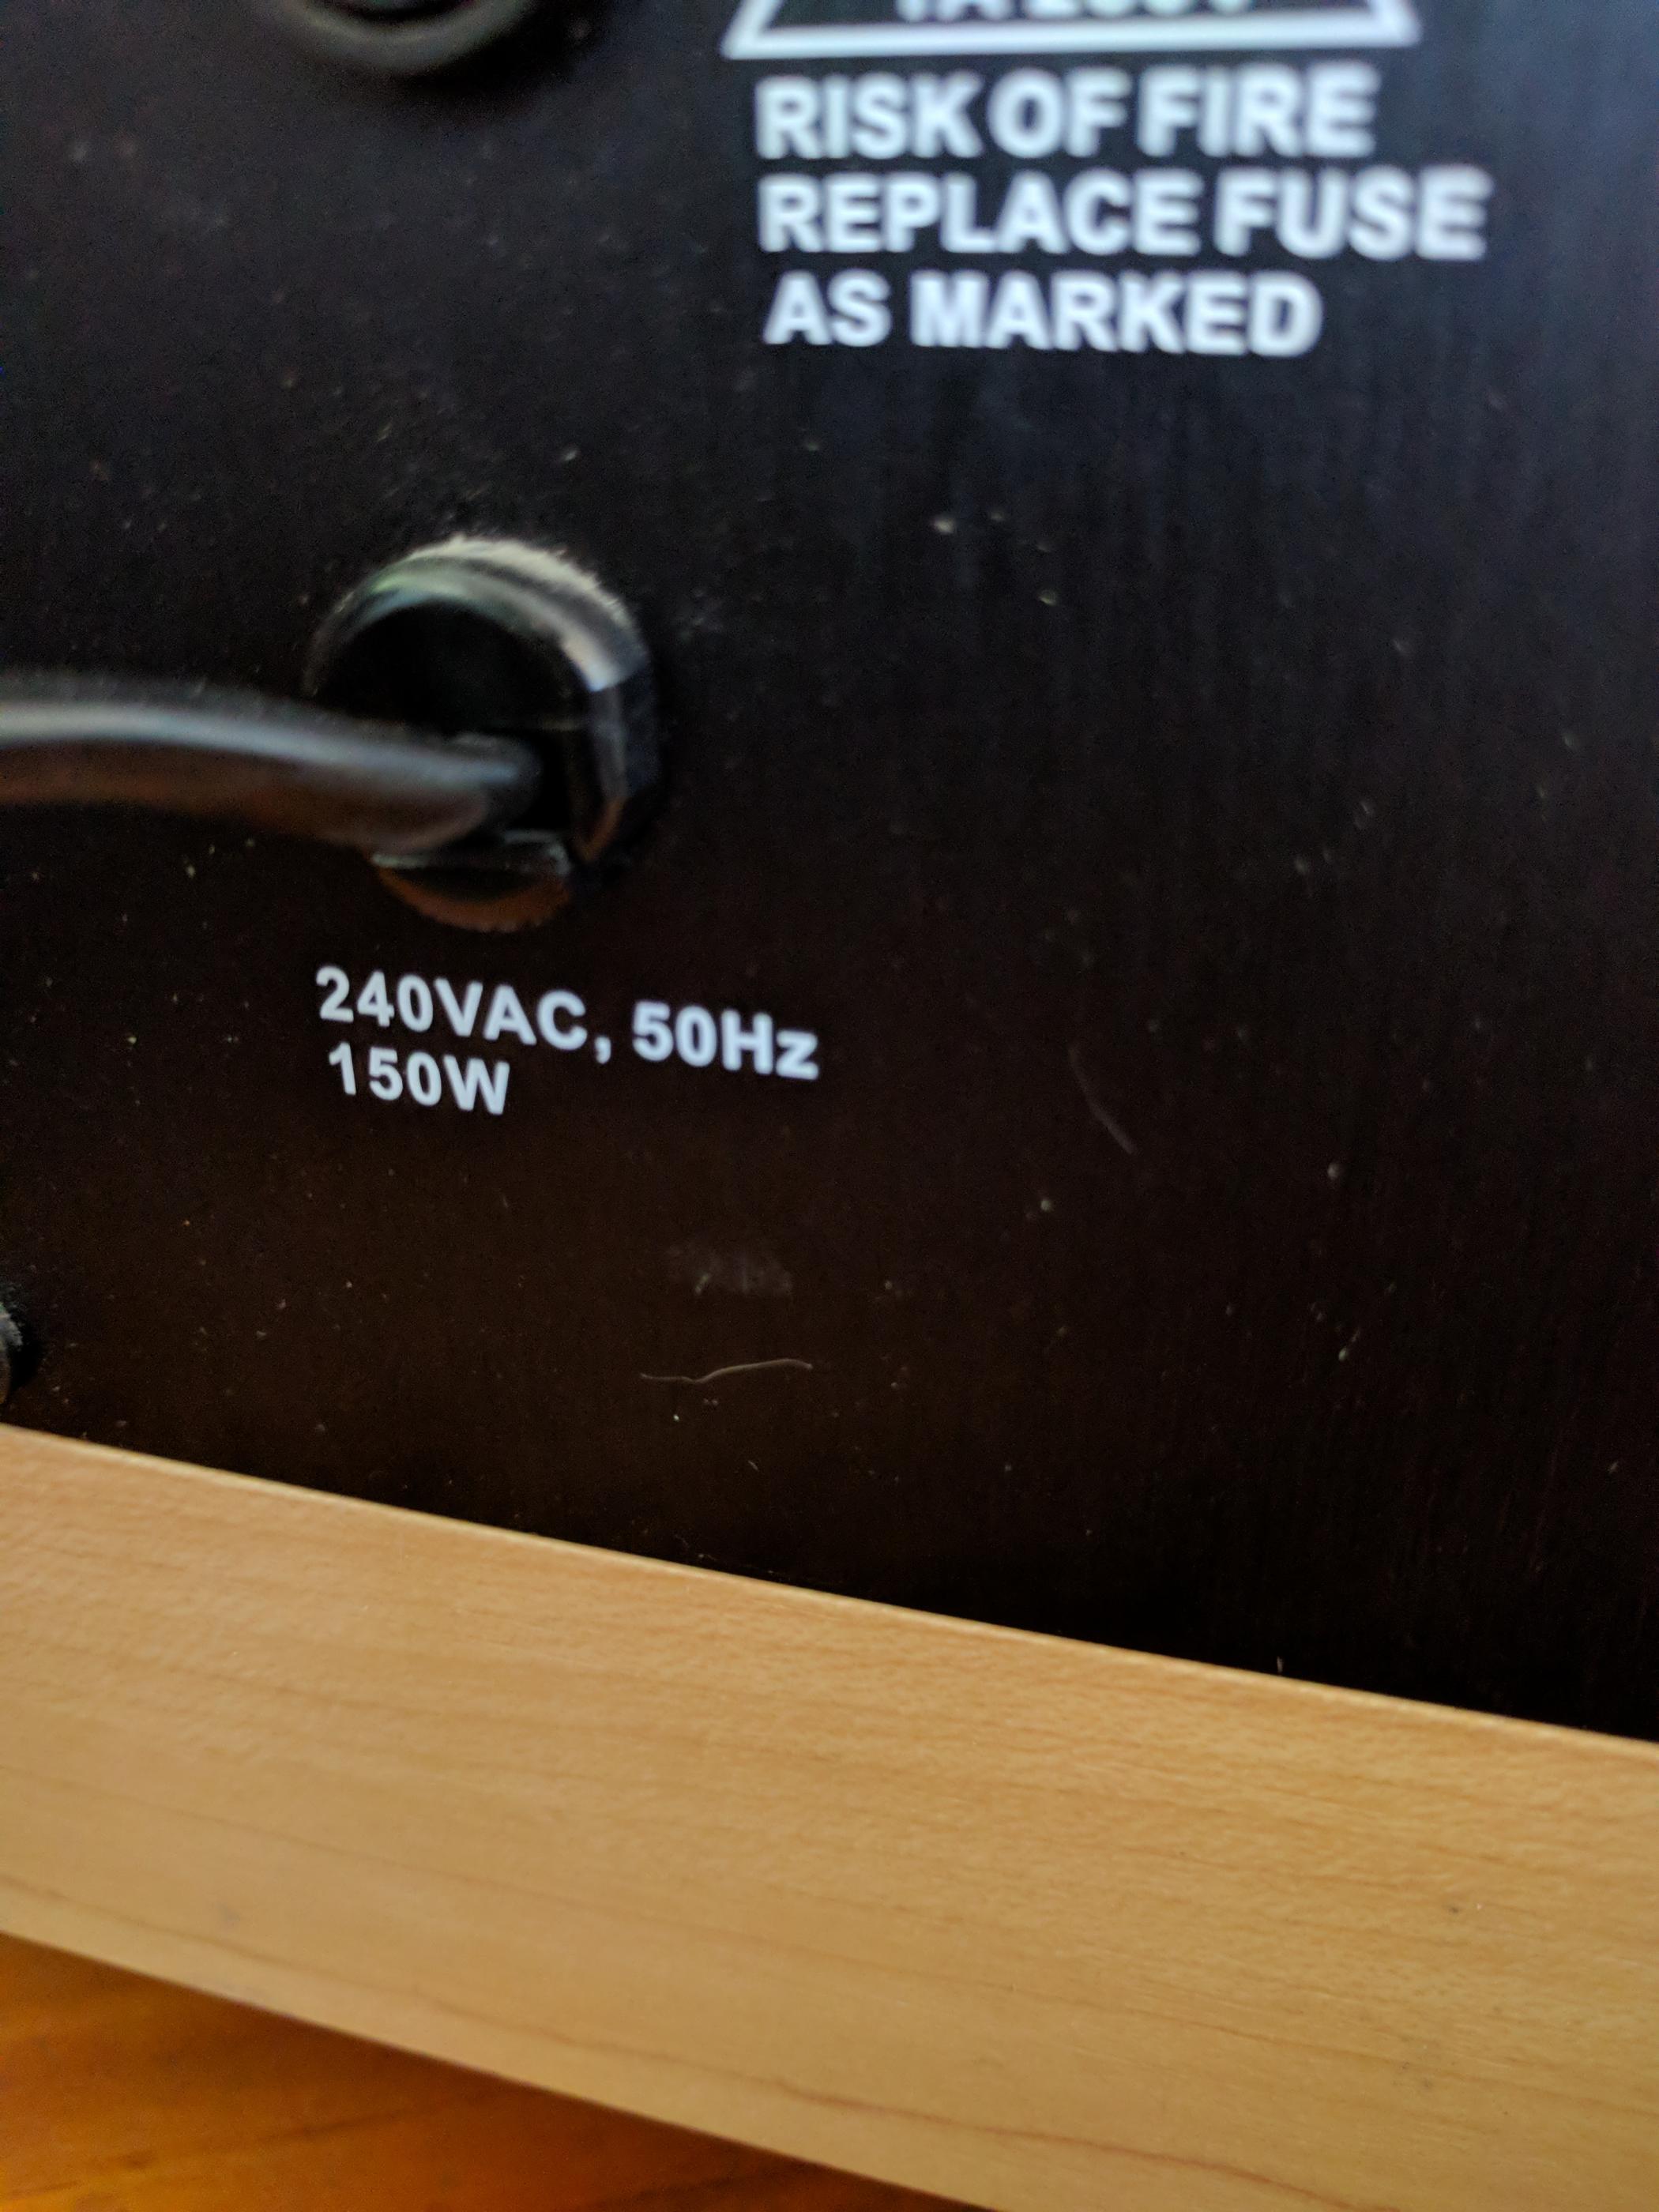 RISK OF FIRE
REPLACE FUSE
AS MARKED
240VAC, 50Hz
150W